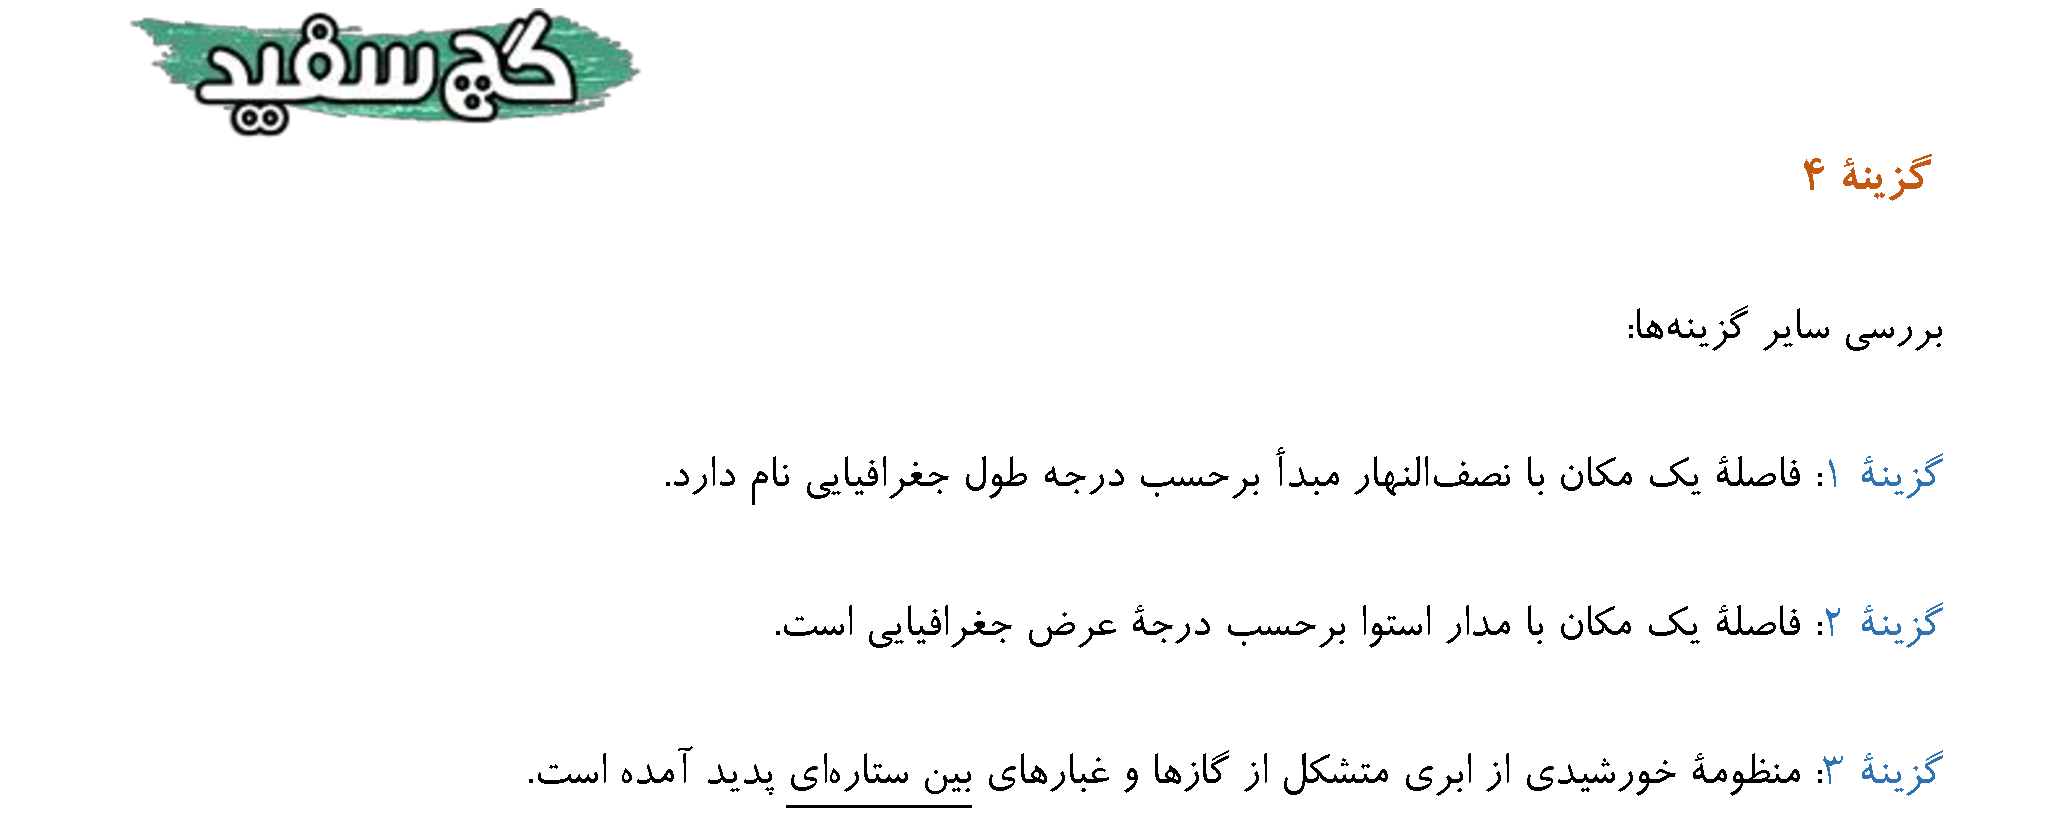 گچ سفید
گزینهٔ ۴
بررسی سایر گزینه‌ها:
گزینهٔ ۱: فاصلهٔ یک مکان با نصف‌النهار مبدأ برحسب درجه طول جغرافیایی نام دارد.
گزینهٔ ۲: فاصلهٔ یک مکان با مدار استوا برحسب درجهٔ عرض جغرافیایی است.
گزینهٔ ۳: منظومهٔ خورشیدی از ابری متشکل از گازها و غبارهای بین ستاره‌ای پدید آمده است.